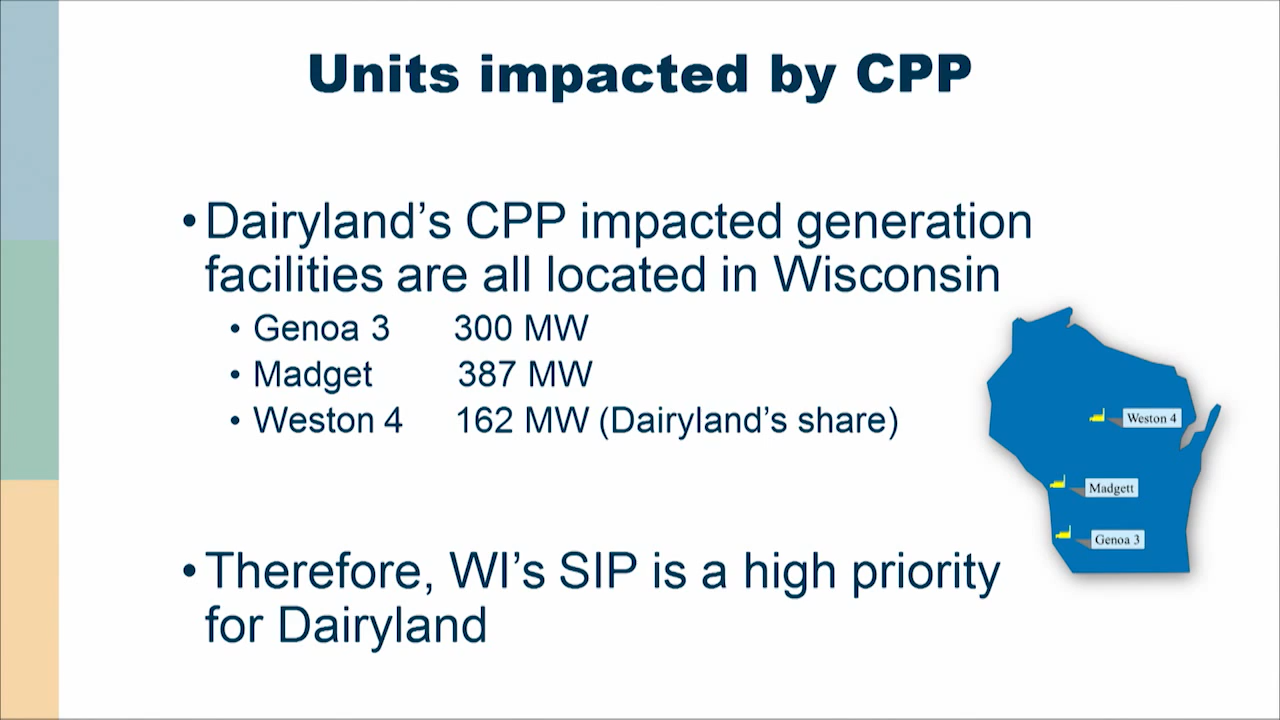 Units impacted by CPP
•Dairyland’s CPP impacted generation
facilities are all located in Wisconsin
• Genoa 3 300 MW
• Madget 387 MW
• Weston 4 162 MW (Dairyland’s share)
Weston 4
Madgett
Genoa 3
•Therefore, WI’s SIP is a high priority
for Dairyland